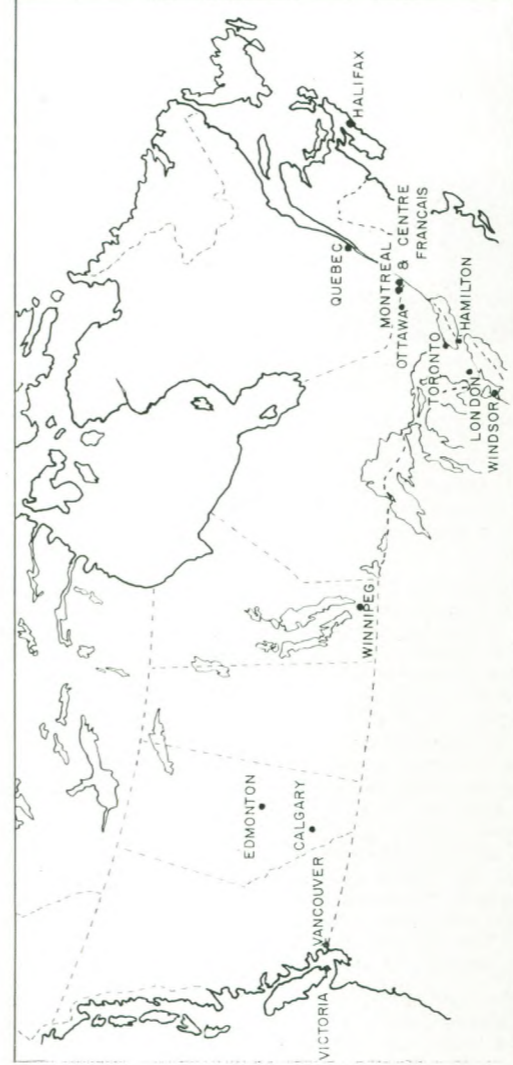 VICTORIA
VANCOUVER
EDMONTON
CALGARY
WINNIPEG
WINDSOR
LONDON
TORONTO
HAMILTON
OTTAWA
MONTREAL
& CENTRE
FRANCAIS
QUEBEC
HALIFAX